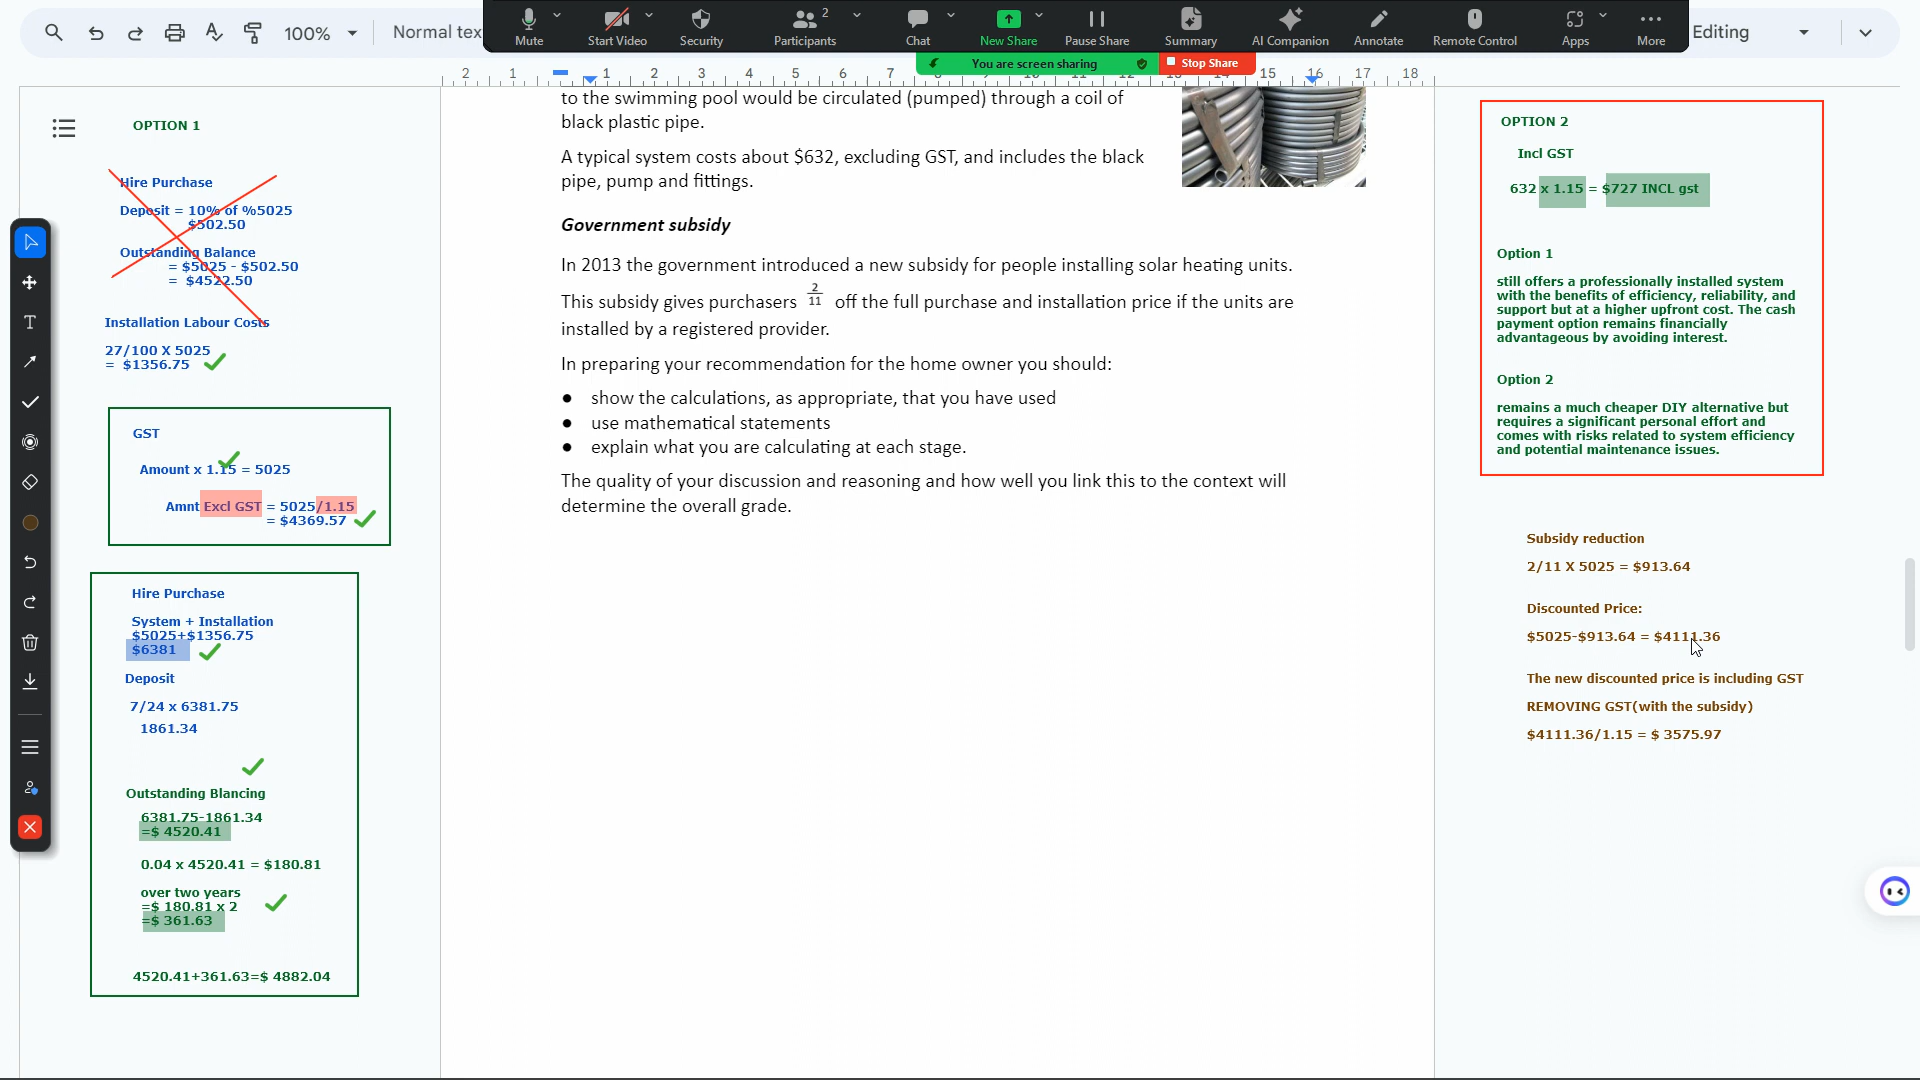 100%
Normal tex
Mute
Start Video
Security
Participants
2
Chat
New Share
Pause Share
Summary
AI Companion
Annotate
Remote Control
Apps
More
Editing
You are screen sharing
Stop Share
2 1 1 2 3 4 5 6 7 12 15 16 17 18
OPTION 1
Hire Purchase
Deposit = 10% of %5025
$502.50
Outstanding Balance
= $5025 - $502.50
= $4522.50
Installation Labour Costs
27/100 X 5025
= $1356.75
GST
Amount x 1.15 = 5025
Amnt Excl GST = 5025/1.15
= $4369.57
Hire Purchase
System + Installation
$5025+$1356.75
$6381
Deposit
7/24 x 6381.75
1861.34
Outstanding Blancing
6381.75-1861.34
=$ 4520.41
0.04 x 4520.41 = $180.81
over two years
=$ 180.81 x 2
=$ 361.63
4520.41+361.63=$ 4882.04
to the swimming pool would be circulated (pumped) through a coil of
black plastic pipe.
A typical system costs about $632, excluding GST, and includes the black
pipe, pump and fittings.
Government subsidy
In 2013 the government introduced a new subsidy for people installing solar heating units.
This subsidy gives purchasers 2/11 off the full purchase and installation price if the units are
installed by a registered provider.
In preparing your recommendation for the home owner you should:
● show the calculations, as appropriate, that you have used
● use mathematical statements
● explain what you are calculating at each stage.
The quality of your discussion and reasoning and how well you link this to the context will
determine the overall grade.
OPTION 2
Incl GST
632 x 1.15 = $727 INCL gst
Option 1
still offers a professionally installed system
with the benefits of efficiency, reliability, and
support but at a higher upfront cost. The cash
payment option remains financially
advantageous by avoiding interest.
Option 2
remains a much cheaper DIY alternative but
requires a significant personal effort and
comes with risks related to system efficiency
and potential maintenance issues.
Subsidy reduction
2/11 X 5025 = $913.64
Discounted Price:
$5025-$913.64 = $4111.36
The new discounted price is including GST
REMOVING GST(with the subsidy)
$4111.36/1.15 = $ 3575.97